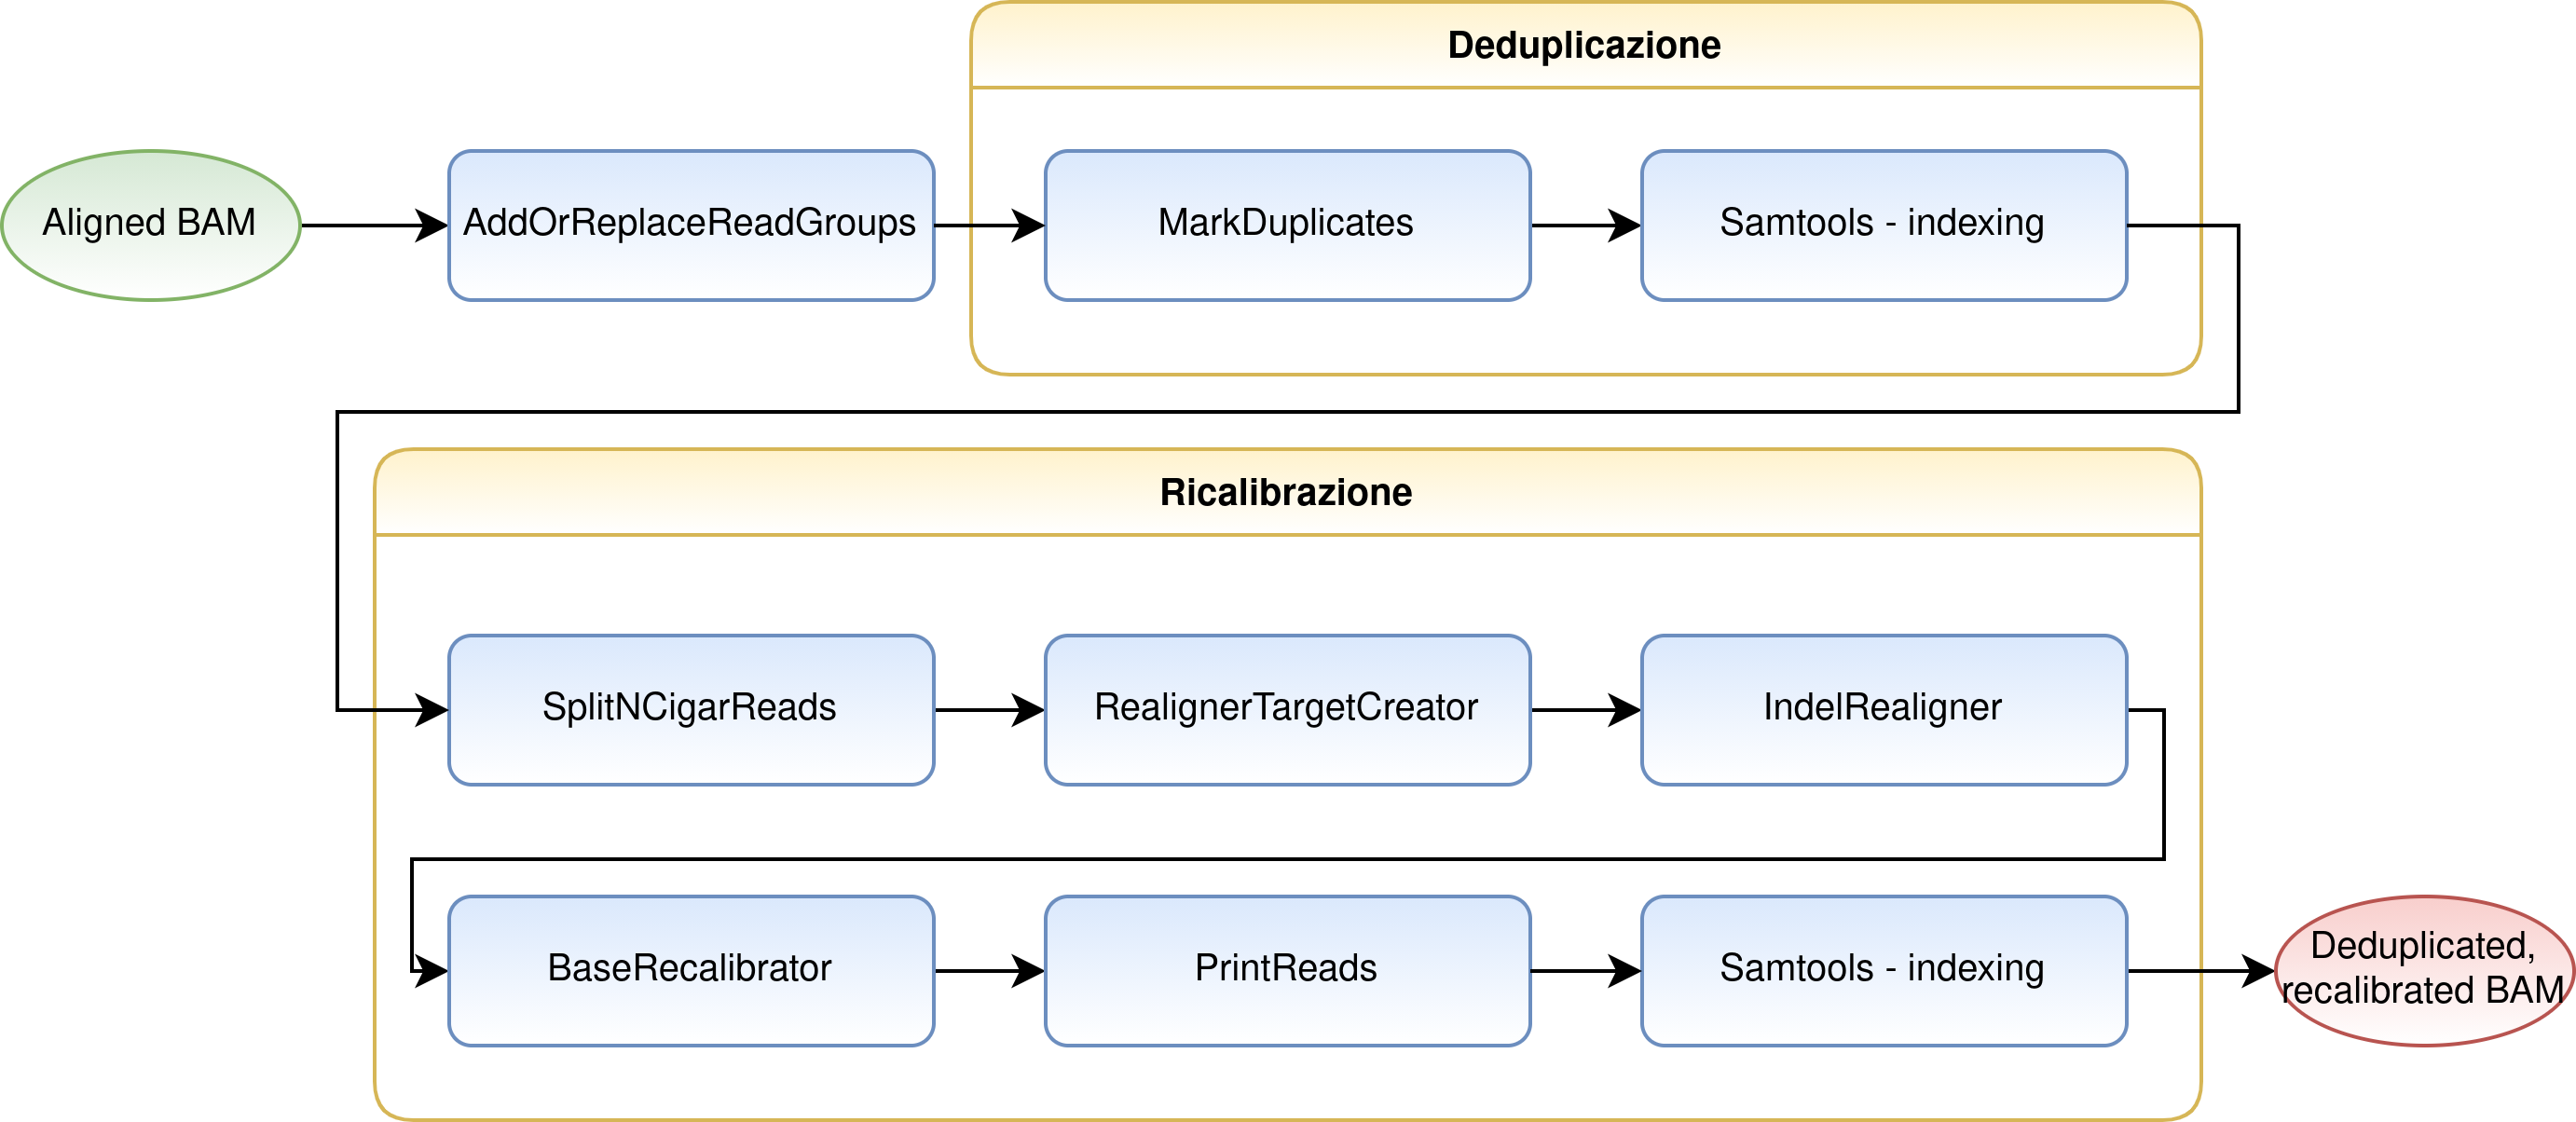 Deduplicazione
Aligned BAM
AddOrReplaceReadGroups
MarkDuplicates
Samtools - indexing
Ricalibrazione
SplitNCigarReads
RealignerTargetCreator
IndelRealigner
BaseRecalibrator
PrintReads
Samtools - indexing
Deduplicated,
recalibrated BAM